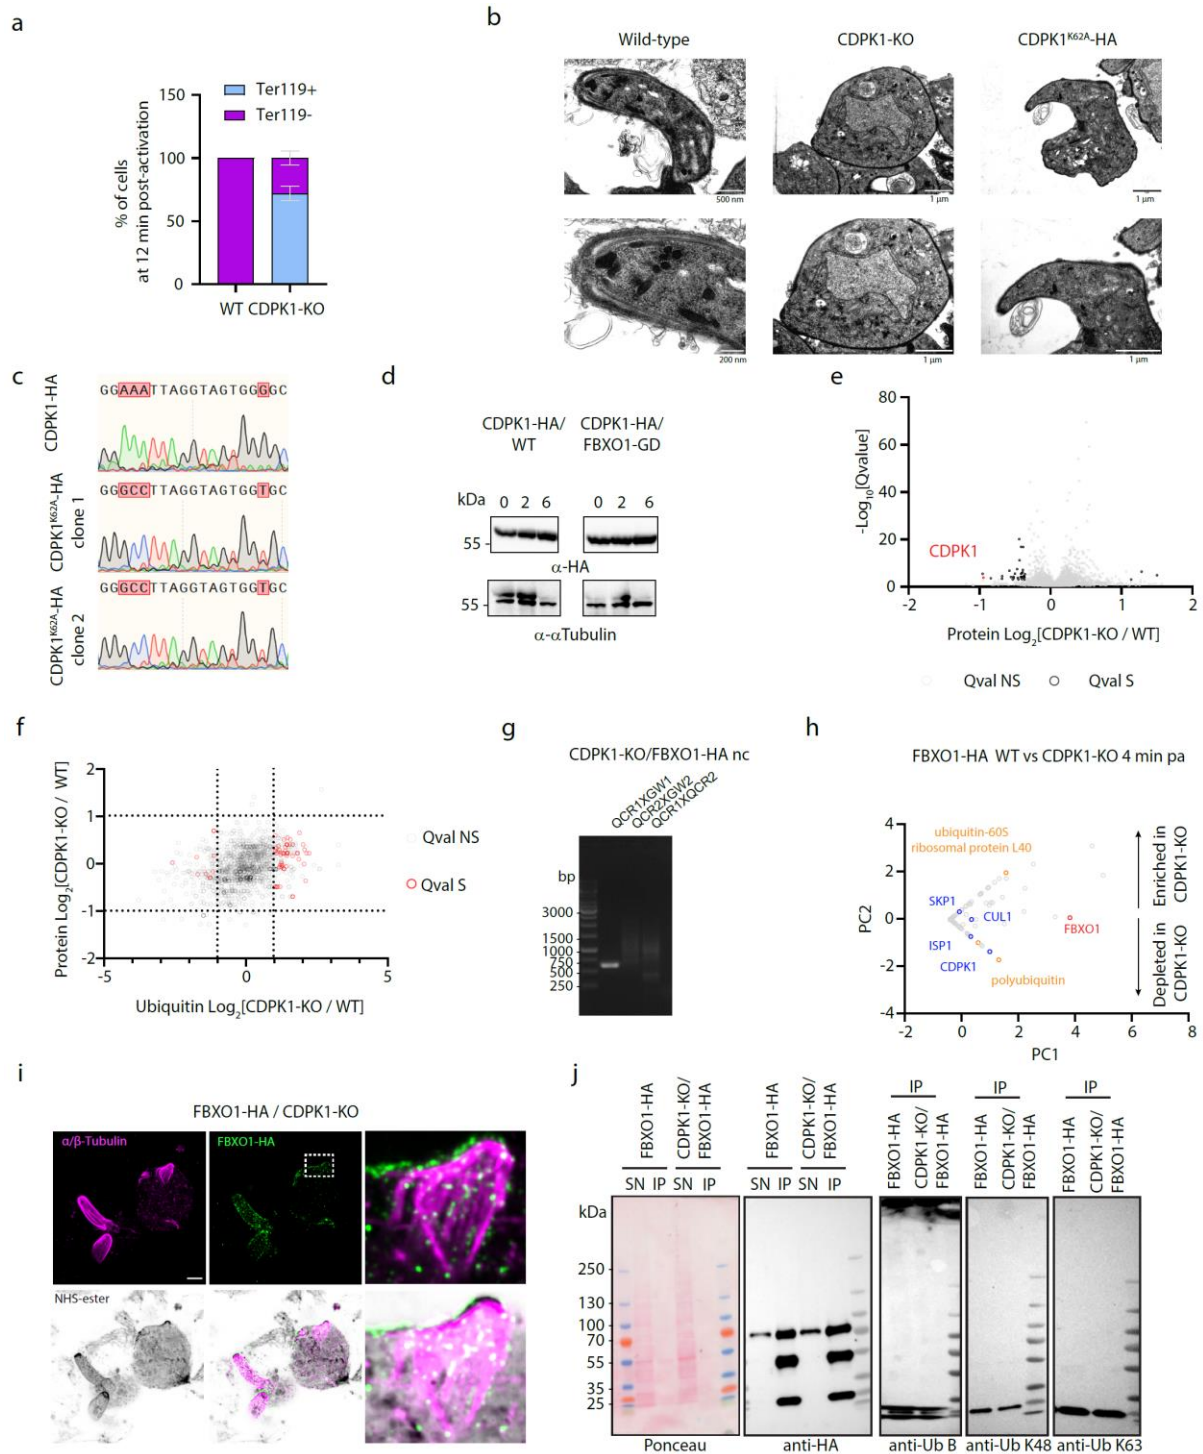 a
150
100
50
0
% of cells
at 12 min post-activation
Ter119+
Ter119-
WT CDPK1-KO
b
Wild-type
CDPK1-KO
CDPK1K62A-HA
500 nm
1 µm
1 µm
200 nm
1 µm
1 µm
c
CDPK1-HA
GGAAATTAGGTAGTGGGGC
CDPK1K62A-HA
clone 1
GGGCCTTAGGTAGTGGTGC
CDPK1K62A-HA
clone 2
GGGCCTTAGGTAGTGGTGC
d
CDPK1-HA/
WT
CDPK1-HA/
FBXO1-GD
kDa
0 2 6
0 2 6
55 -
α-HA
55 -
α-αTubulin
e
80
60
40
20
0
-Log10[Qvalue]
CDPK1
-2 -1 0 1 2
Protein Log2[CDPK1-KO / WT]
Qval NS
Qval S
f
2
1
0
-1
-2
Protein Log2[CDPK1-KO / WT]
-5 0 5
Ubiquitin Log2[CDPK1-KO / WT]
Qval NS
Qval S
g
CDPK1-KO/FBXO1-HA nc
QCR1XGW1
QCR2XGW2
QCR1XQCR2
bp
3000
1500
1000
750
500
250
h
FBXO1-HA WT vs CDPK1-KO 4 min pa
4
2
0
-2
-4
PC2
ubiquitin-60S
ribosomal protein L40
SKP1
CUL1
FBXO1
ISP1
CDPK1
polyubiquitin
Enriched in
CDPK1-KO
Depleted in
CDPK1-KO
-2 0 2 4 6 8
PC1
i
FBXO1-HA / CDPK1-KO
α/β-Tubulin
FBXO1-HA
NHS-ester
j
FBXO1-HA
CDPK1-KO/
FBXO1-HA
SN IP SN IP
FBXO1-HA
CDPK1-KO/
FBXO1-HA
SN IP SN IP
IP
FBXO1-HA
CDPK1-KO/
FBXO1-HA
IP
FBXO1-HA
CDPK1-KO/
FBXO1-HA
IP
FBXO1-HA
CDPK1-KO/
FBXO1-HA
kDa
250
130
100
70
55
35
25
Ponceau
anti-HA
anti-Ub B
anti-Ub K48
anti-Ub K63